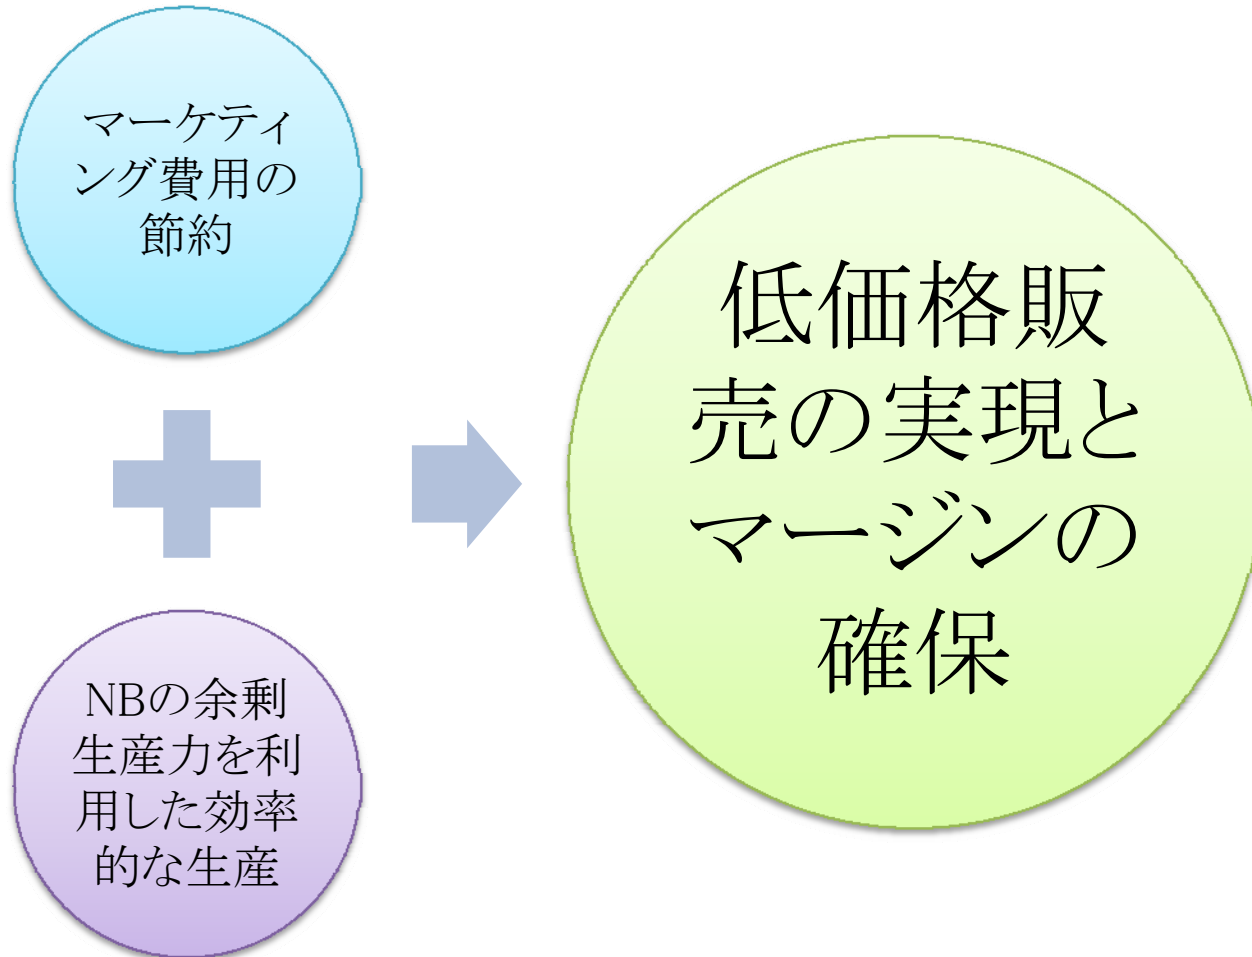 マーケティ
ング費用の
節約
NBの余剰
生産力を利
用した効率
的な生産
低価格販
売の実現と
マージンの
確保